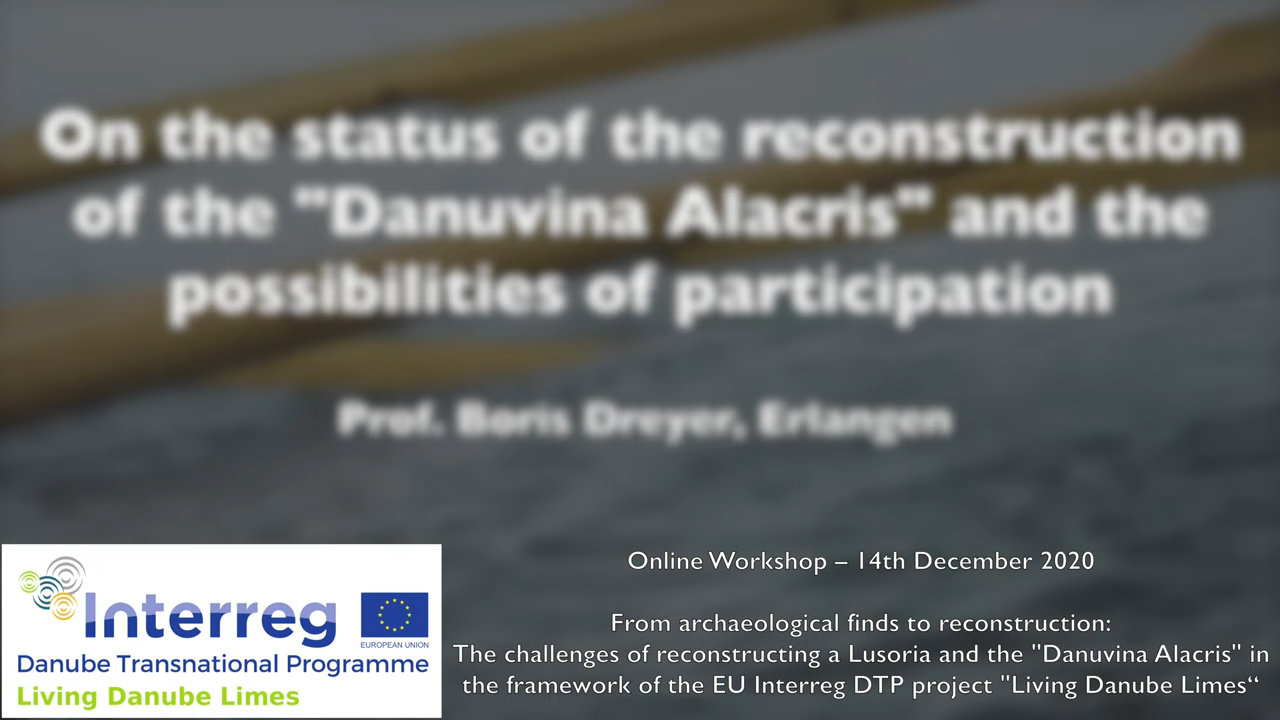 On the status of the reconstruction
of the "Danuvina Alacris" and the
possibilities of participation
Prof. Boris Dreyer, Erlangen
Online Workshop – 14th December 2020
From archaeological finds to reconstruction:
The challenges of reconstructing a Lusoria and the "Danuvina Alacris" in
the framework of the EU Interreg DTP project "Living Danube Limes“
Interreg
EUROPEAN UNION
Danube Transnational Programme
Living Danube Limes